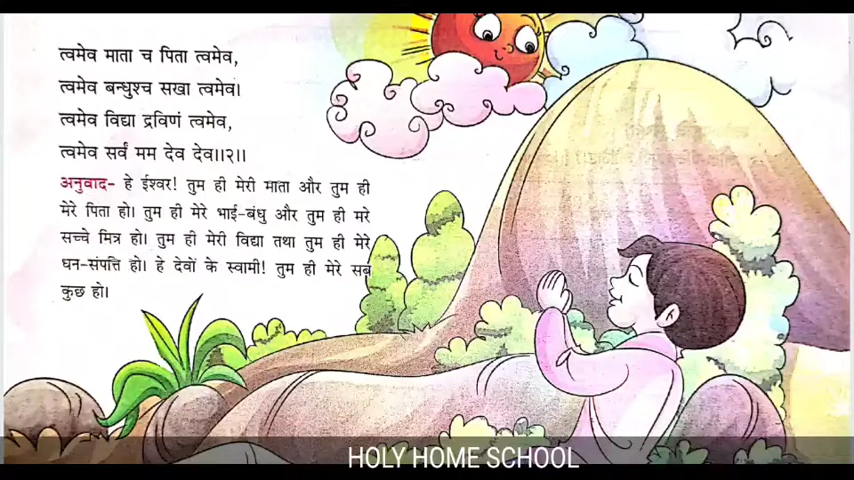 त्वमेव माता च पिता त्वमेव,
त्वमेव बन्धुश्च सखा त्वमेव।
त्वमेव विद्या द्रविणं त्वमेव,
त्वमेव सर्वं मम देव देव॥२॥
अनुवाद- हे ईश्वर! तुम ही मेरी माता और तुम ही
मेरे पिता हो। तुम ही मेरे भाई-बंधु और तुम ही मरे
सच्चे मित्र हो। तुम ही मेरी विद्या तथा तुम ही मेरे
धन-संपत्ति हो। हे देवों के स्वामी! तुम ही मेरे सब
कुछ हो।
HOLY HOME SCHOOL